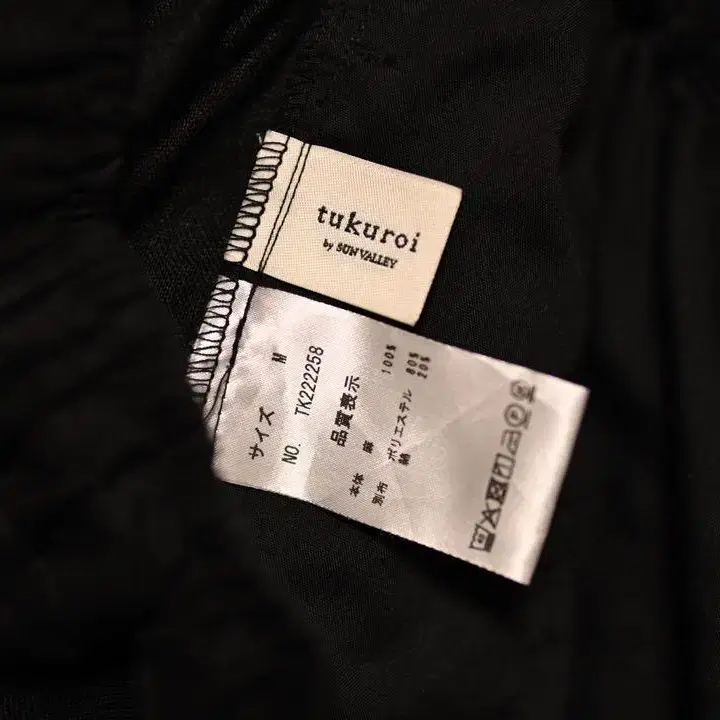 tukuroi
by SUN VALLEY
サイズ M
NO. TK222258
品質表示
本体 麻 100%
別布 ポリエステル 80%
綿 20%